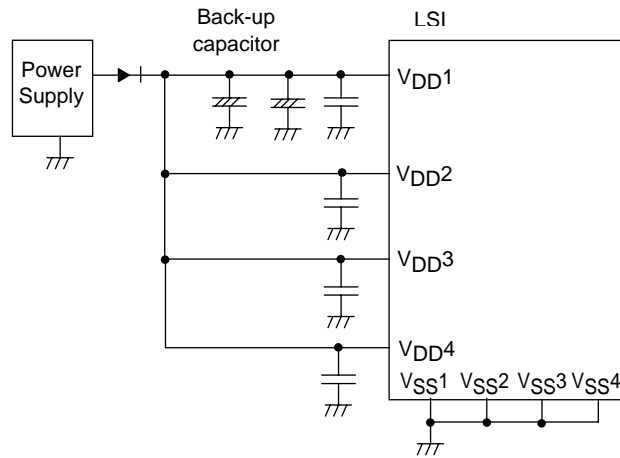 Back-up
capacitor
LSI
Power
Supply
VDD1
VDD2
VDD3
VDD4
VSS1 VSS2 VSS3 VSS4